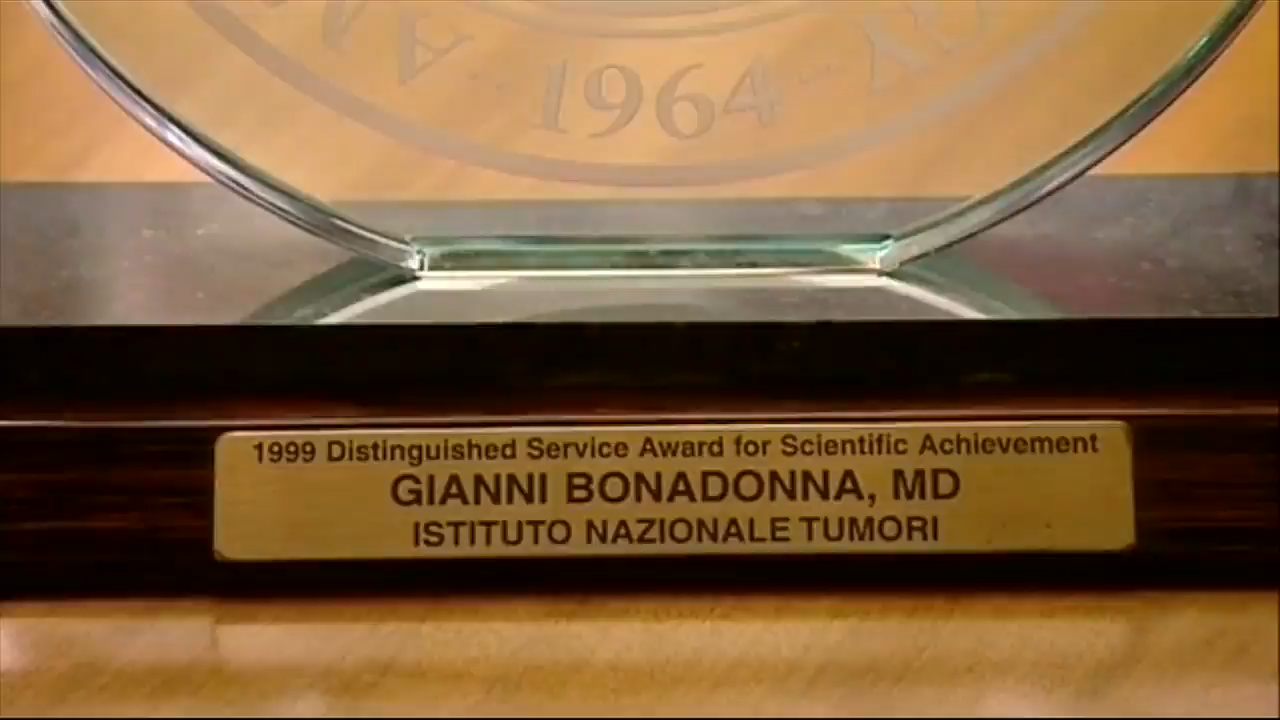 1964
1999 Distinguished Service Award for Scientific Achievement
GIANNI BONADONNA, MD
ISTITUTO NAZIONALE TUMORI